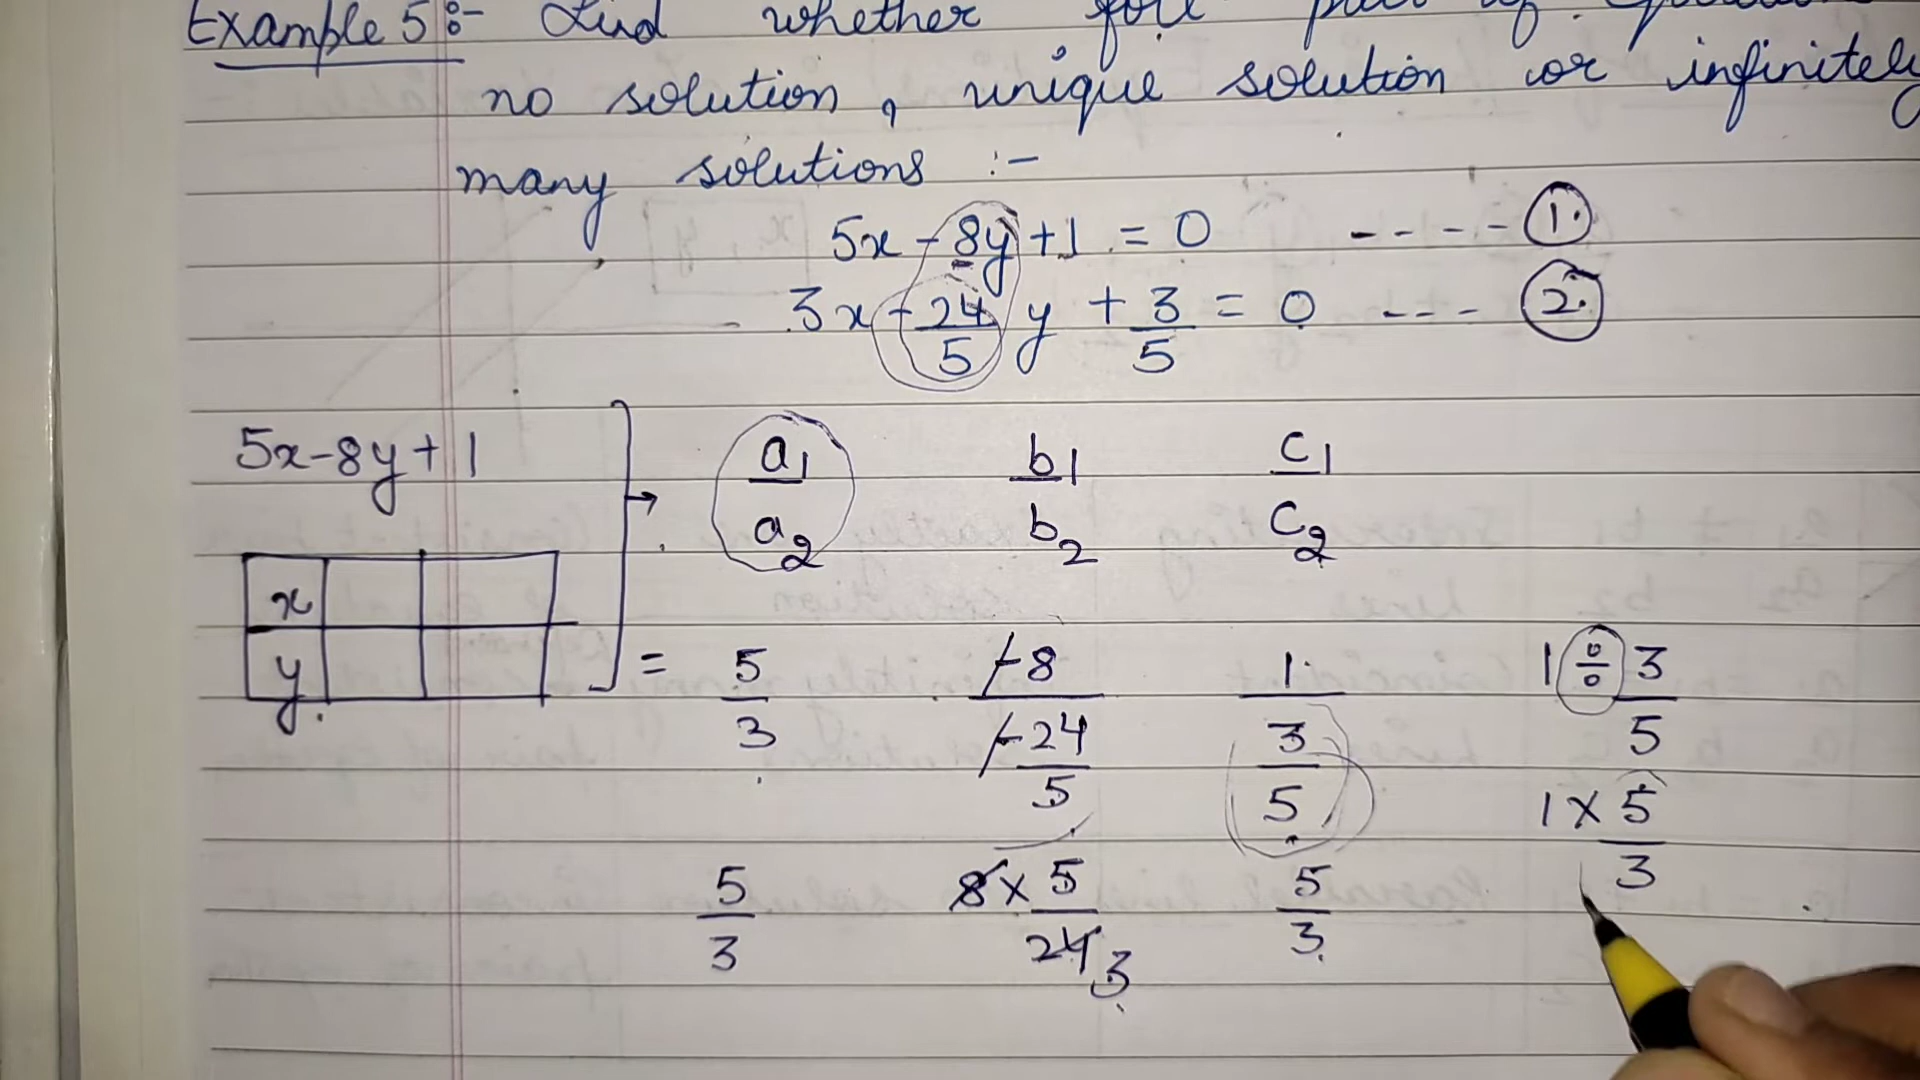 Example 5 :- Find whether foll pair of
no solution, unique solution or infinitely
many solutions :-
5x - 8y + 1 = 0 ----- 1.
3x - 24/5 y + 3/5 = 0 --- 2.
5x - 8y + 1
a1/a2 b1/b2 c1/c2
x
y
= 5/3 -8/(-24/5) 1/(3/5) 1 ÷ 3/5
1 × 5/3
5/3 8 × 5/24 3 5/3